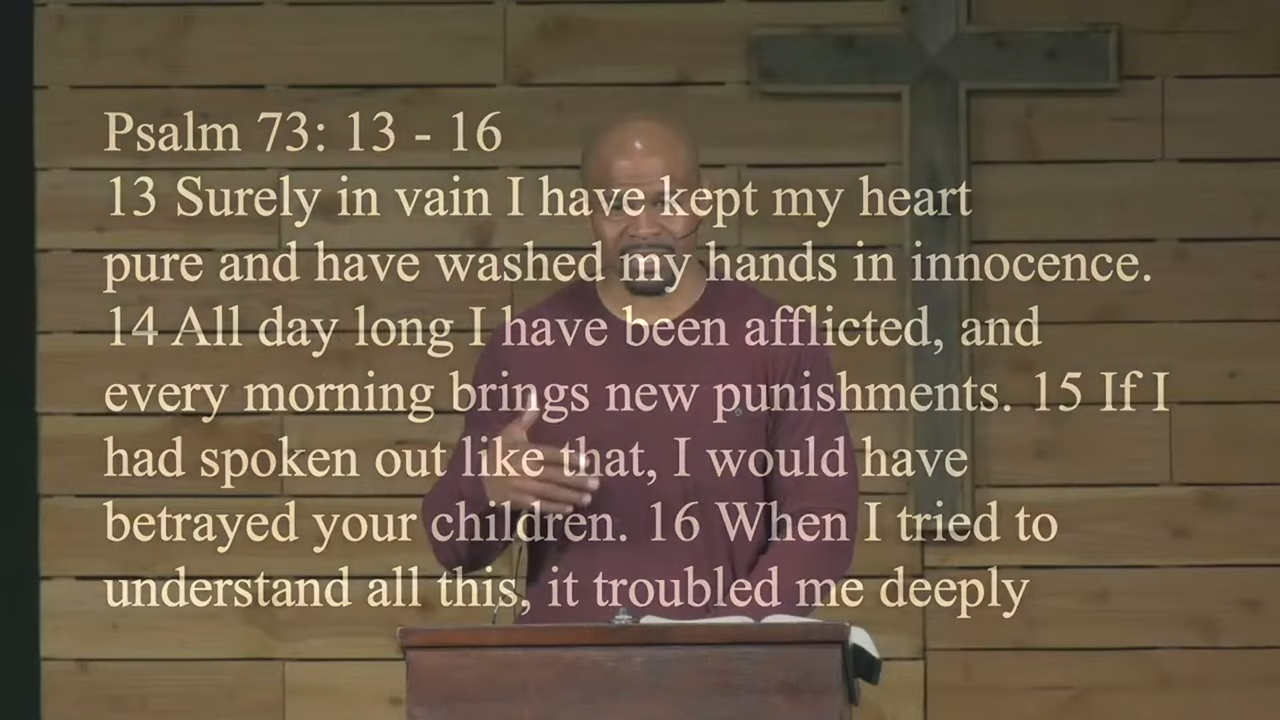 Psalm 73: 13 - 16
13 Surely in vain I have kept my heart
pure and have washed my hands in innocence.
14 All day long I have been afflicted, and
every morning brings new punishments. 15 If I
had spoken out like that, I would have
betrayed your children. 16 When I tried to
understand all this, it troubled me deeply